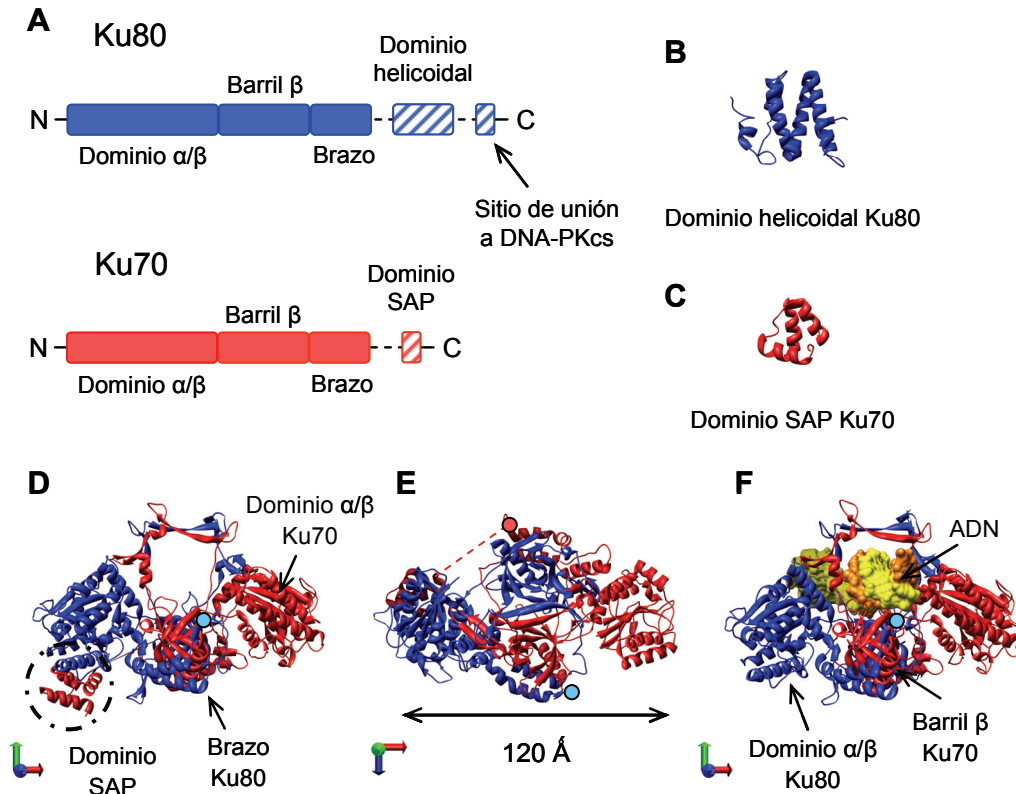 A
Ku80
Barril β
Dominio
helicoidal
N
C
Dominio α/β
Brazo
Sitio de unión
a DNA-PKcs
Ku70
Barril β
Dominio
SAP
N
C
Dominio α/β
Brazo
B
Dominio helicoidal Ku80
C
Dominio SAP Ku70
D
Dominio α/β
Ku70
Dominio
SAP
Brazo
Ku80
E
120 Å
F
ADN
Dominio α/β
Ku80
Barril β
Ku70